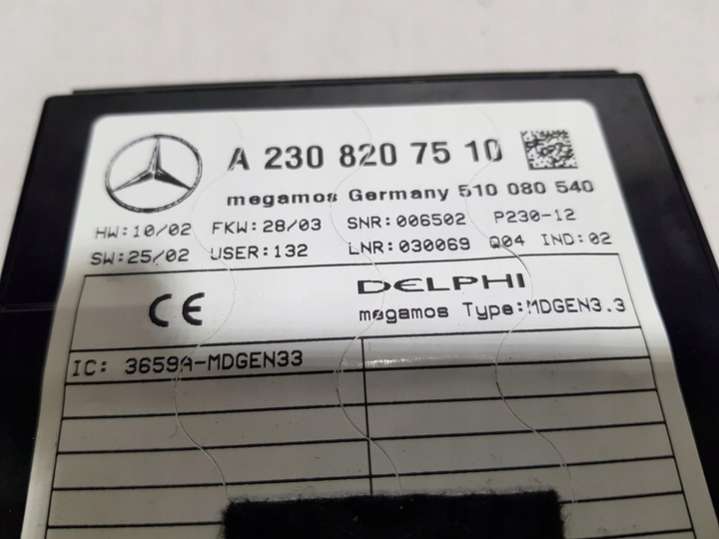 A 230 820 75 10
megamos Germany 510 080 540
HW:10/02 FKW:28/03 SNR:006502 P230-12
SW:25/02 USER:132 LNR:030069 Q04 IND:02
CE DELPHI
megamos Type:MDGEN3.3
IC: 3659A-MDGEN33